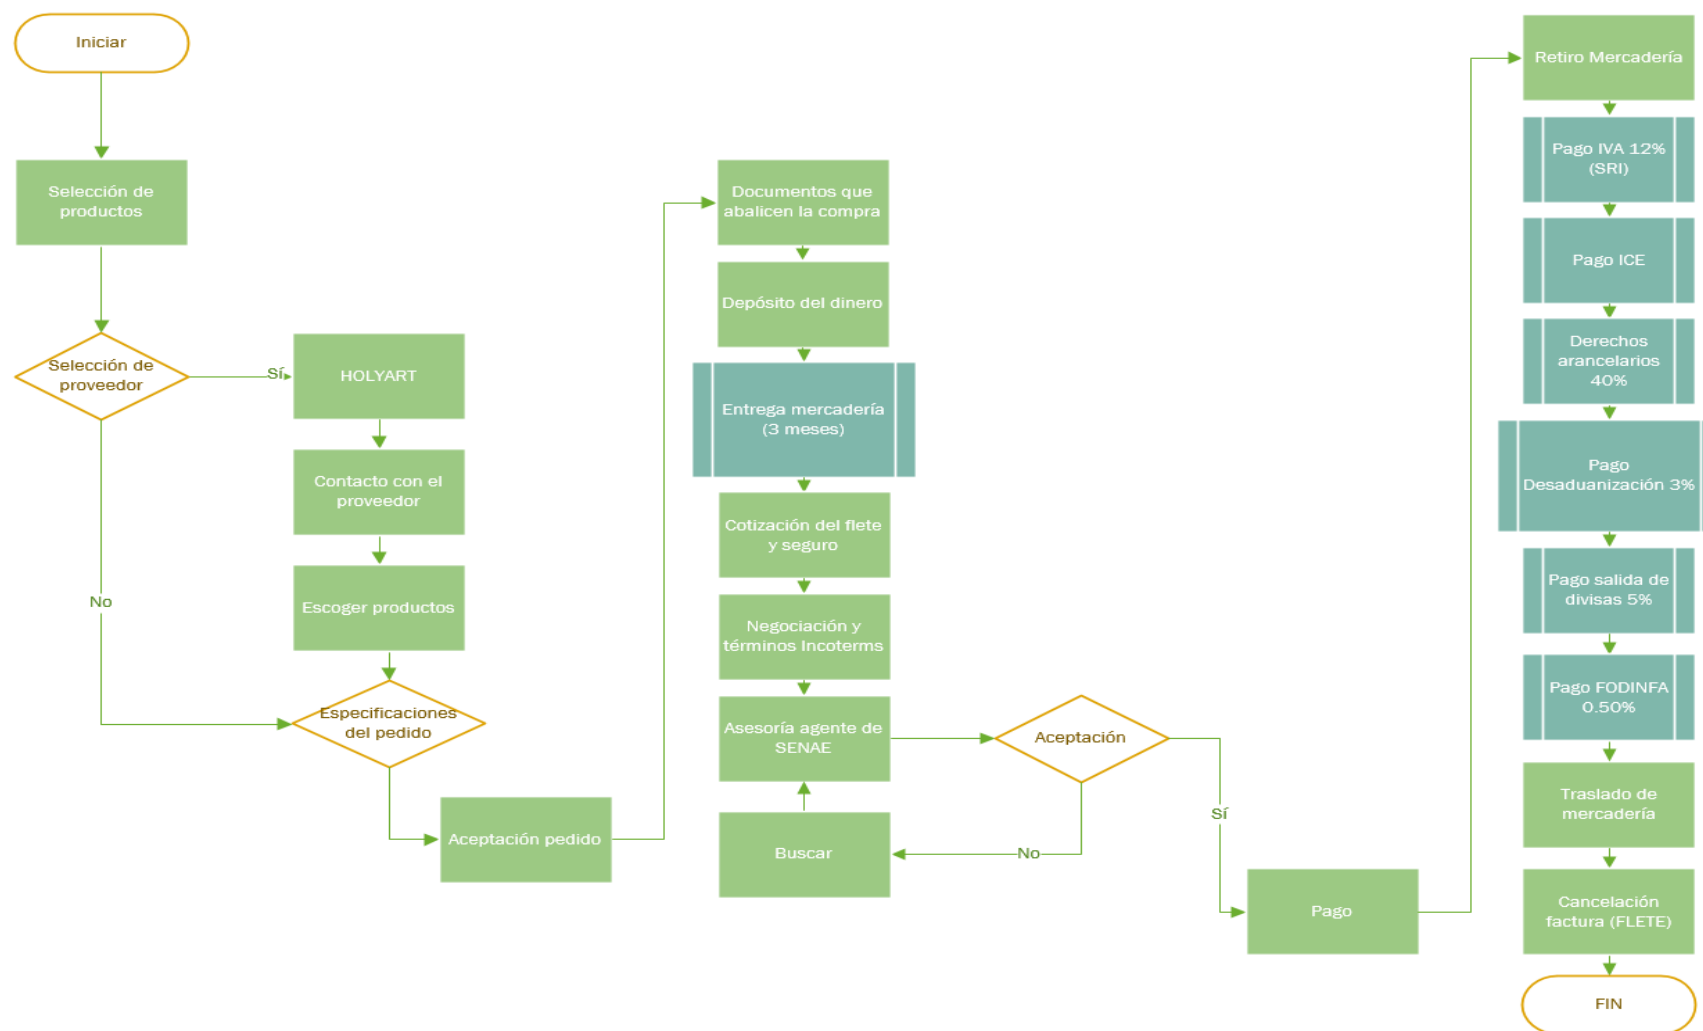 Iniciar
Selección de
productos
Selección de
proveedor
Sí
No
HOLYART
Contacto con el
proveedor
Escoger productos
Especificaciones
del pedido
Aceptación pedido
Documentos que
abalicen la compra
Depósito del dinero
Entrega mercadería
(3 meses)
Cotización del flete
y seguro
Negociación y
términos Incoterms
Asesoría agente de
SENAE
Buscar
Aceptación
No
Sí
Pago
Retiro Mercadería
Pago IVA 12%
(SRI)
Pago ICE
Derechos
arancelarios
40%
Pago
Desaduanización 3%
Pago salida de
divisas 5%
Pago FODINFA
0.50%
Traslado de
mercadería
Cancelación
factura (FLETE)
FIN